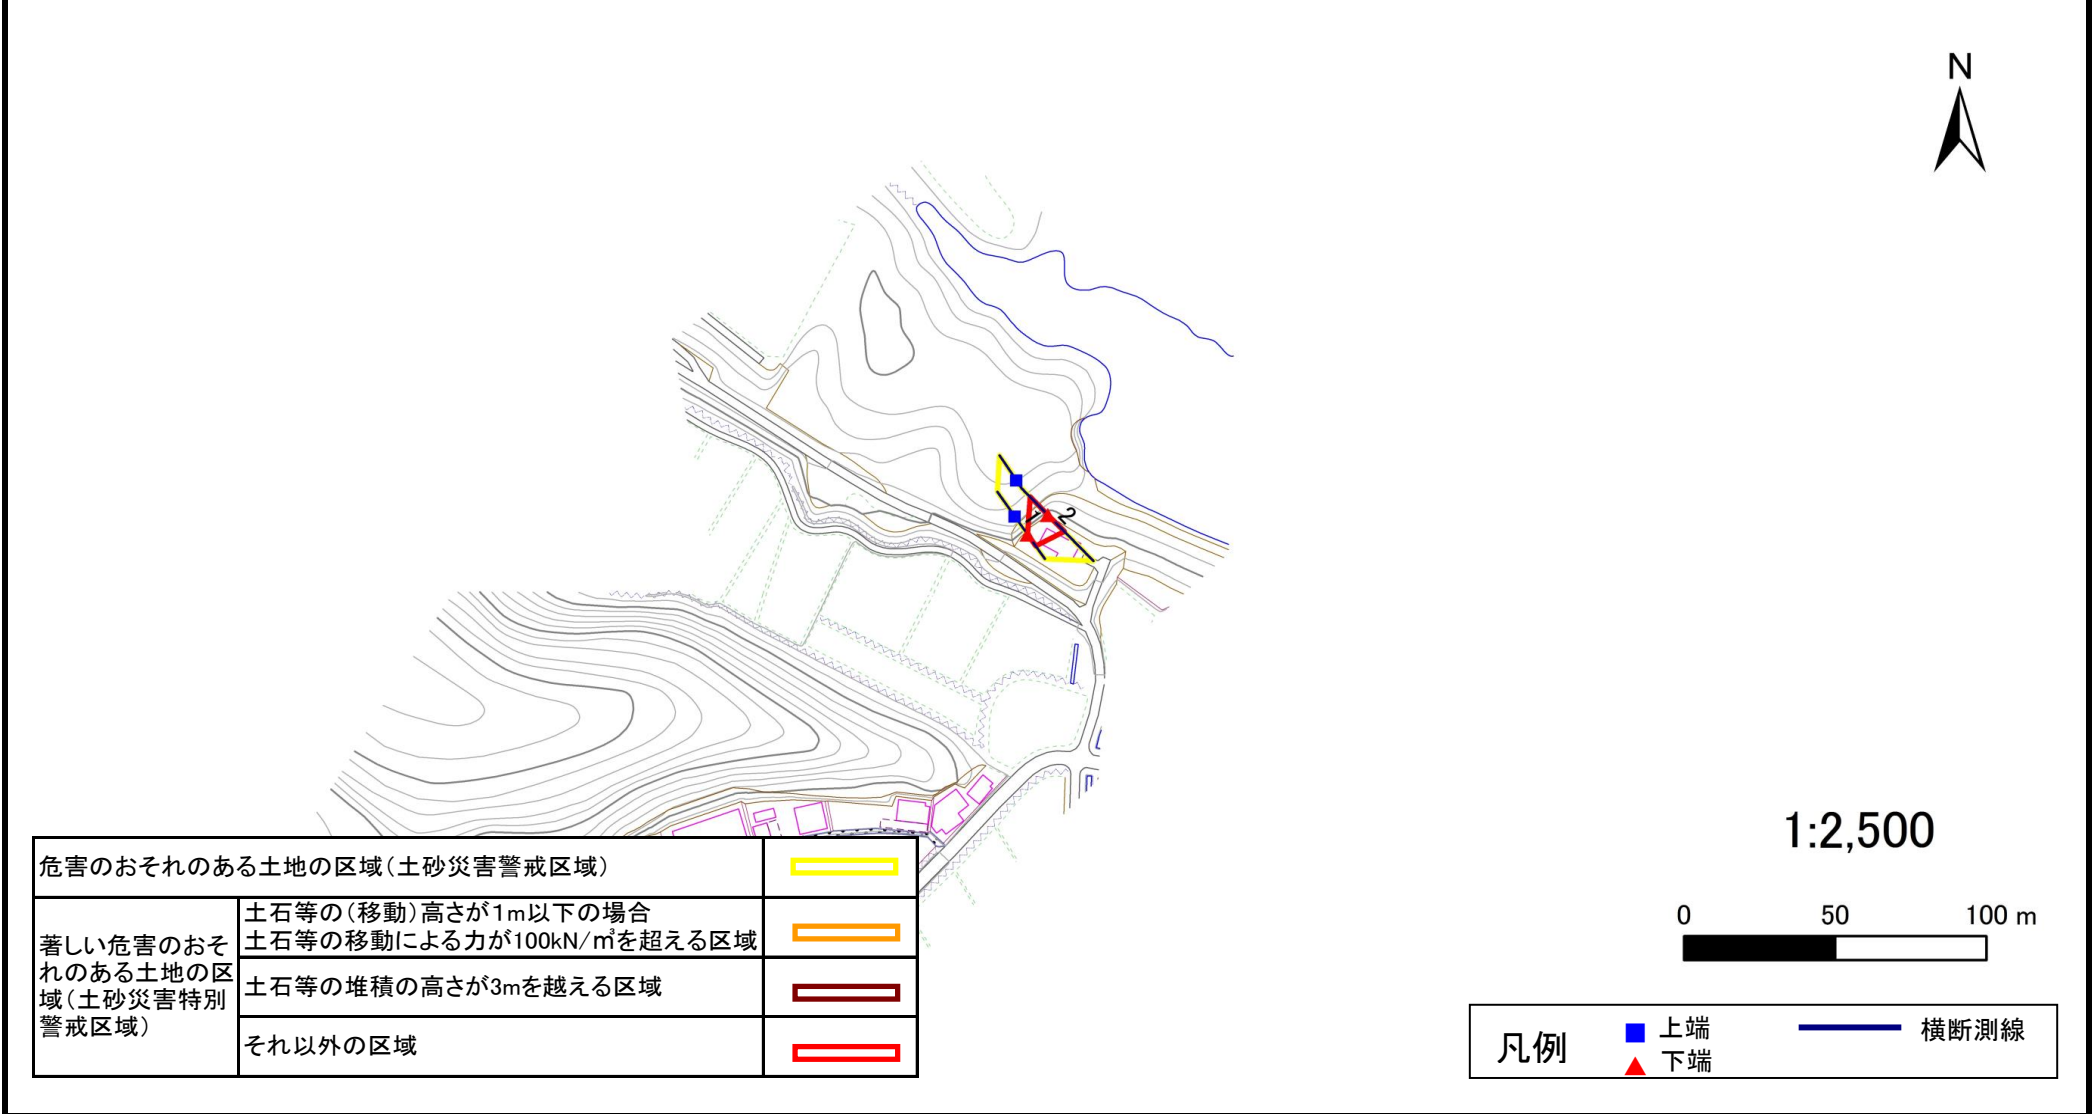 N
1
2
1:2,500
0 50 100 m
危害のおそれのある土地の区域(土砂災害警戒区域)
著しい危害のおそ
れのある土地の区
域(土砂災害特別
警戒区域)
土石等の(移動)高さが1m以下の場合
土石等の移動による力が100kN/㎡を超える区域
土石等の堆積の高さが3mを越える区域
それ以外の区域
凡例
上端
下端
横断測線